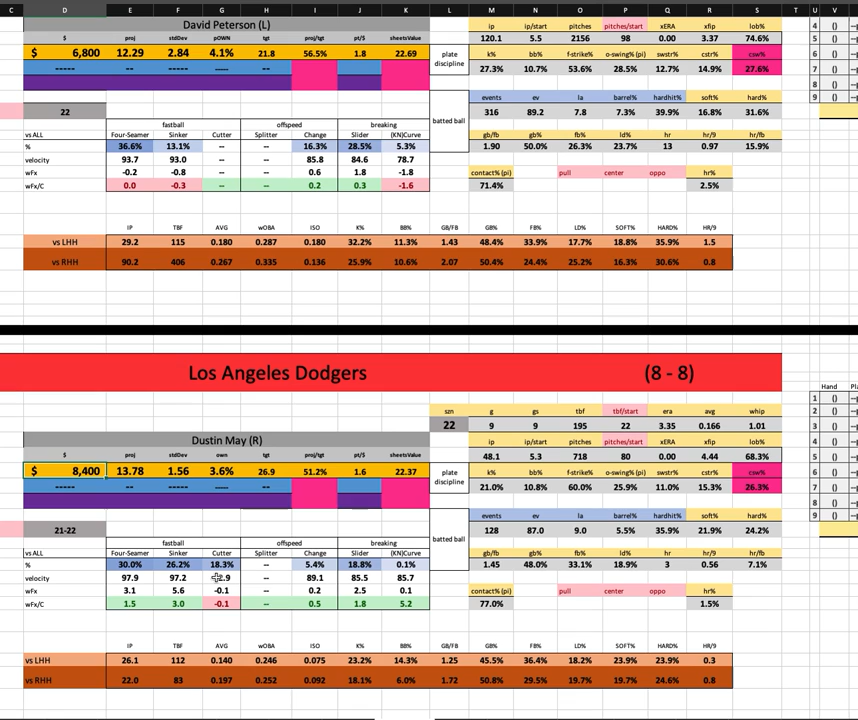 C D E F G H I J K L M N O P Q R S T U V
David Peterson (L) ip ip/start pitches pitches/start xERA xfip lob% 4 ()
$ proj stdDev pOWN tgt proj/tgt pt/$ sheetsValue 120.1 5.5 2156 98 0.00 3.37 74.6% 5 ()
$ 6,800 12.29 2.84 4.1% 21.8 56.5% 1.8 22.69 plate discipline k% bb% f-strike% o-swing% (pi) swstr% cstr% csw% 6 ()
----- -- ----- -- 27.3% 10.7% 53.6% 28.5% 12.7% 14.9% 27.6% 7 ()
8 ()
events ev la barrel% hardhit% soft% hard% 9 ()
22 316 89.2 7.8 7.3% 39.9% 16.8% 31.6%
fastball offspeed breaking batted ball
vs ALL Four-Seamer Sinker Cutter Splitter Change Slider (KN)Curve gb/fb gb% fb% ld% hr hr/9 hr/fb
% 36.6% 13.1% -- -- 16.3% 28.5% 5.3% 1.90 50.0% 26.3% 23.7% 13 0.97 15.9%
velocity 93.7 93.0 -- -- 85.8 84.6 78.7
wFx -0.2 -0.8 -- -- 0.6 1.8 -1.8 contact% (pi) pull center oppo hr%
wFx/C 0.0 -0.3 -- -- 0.2 0.3 -1.6 71.4% 2.5%
IP TBF AVG wOBA ISO K% BB% GB/FB GB% FB% LD% SOFT% HARD% HR/9
vs LHH 29.2 115 0.180 0.287 0.180 32.2% 11.3% 1.43 48.4% 33.9% 17.7% 18.8% 35.9% 1.5
vs RHH 90.2 406 0.267 0.335 0.136 25.9% 10.6% 2.07 50.4% 24.4% 25.2% 16.3% 30.6% 0.8
Los Angeles Dodgers (8 - 8)
Hand
1 ()
szn g gs tbf tbf/start era avg whip 2 ()
22 9 9 195 22 3.35 0.166 1.01 3 ()
Dustin May (R) ip ip/start pitches pitches/start xERA xfip lob% 4 ()
$ proj stdDev own tgt proj/tgt pt/$ sheetsValue 48.1 5.3 718 80 0.00 4.44 68.3% 5 ()
$ 8,400 13.78 1.56 3.6% 26.9 51.2% 1.6 22.37 plate discipline k% bb% f-strike% o-swing% (pi) swstr% cstr% csw% 6 ()
----- -- ----- -- 21.0% 10.8% 60.0% 25.9% 11.0% 15.3% 26.3% 7 ()
8 ()
events ev la barrel% hardhit% soft% hard% 9 ()
21-22 128 87.0 9.0 5.5% 35.9% 21.9% 24.2%
fastball offspeed breaking batted ball
vs ALL Four-Seamer Sinker Cutter Splitter Change Slider (KN)Curve gb/fb gb% fb% ld% hr hr/9 hr/fb
% 30.0% 26.2% 18.3% -- 5.4% 18.8% 0.1% 1.45 48.0% 33.1% 18.9% 3 0.56 7.1%
velocity 97.9 97.2 -- 89.1 85.5 85.7
wFx 3.1 5.6 -0.1 -- 0.2 2.5 0.1 contact% (pi) pull center oppo hr%
wFx/C 1.5 3.0 -0.1 -- 0.5 1.8 5.2 77.0% 1.5%
IP TBF AVG wOBA ISO K% BB% GB/FB GB% FB% LD% SOFT% HARD% HR/9
vs LHH 26.1 112 0.140 0.246 0.075 23.2% 14.3% 1.25 45.5% 36.4% 18.2% 23.9% 23.9% 0.3
vs RHH 22.0 83 0.197 0.252 0.092 18.1% 6.0% 1.72 50.8% 29.5% 19.7% 19.7% 24.6% 0.8